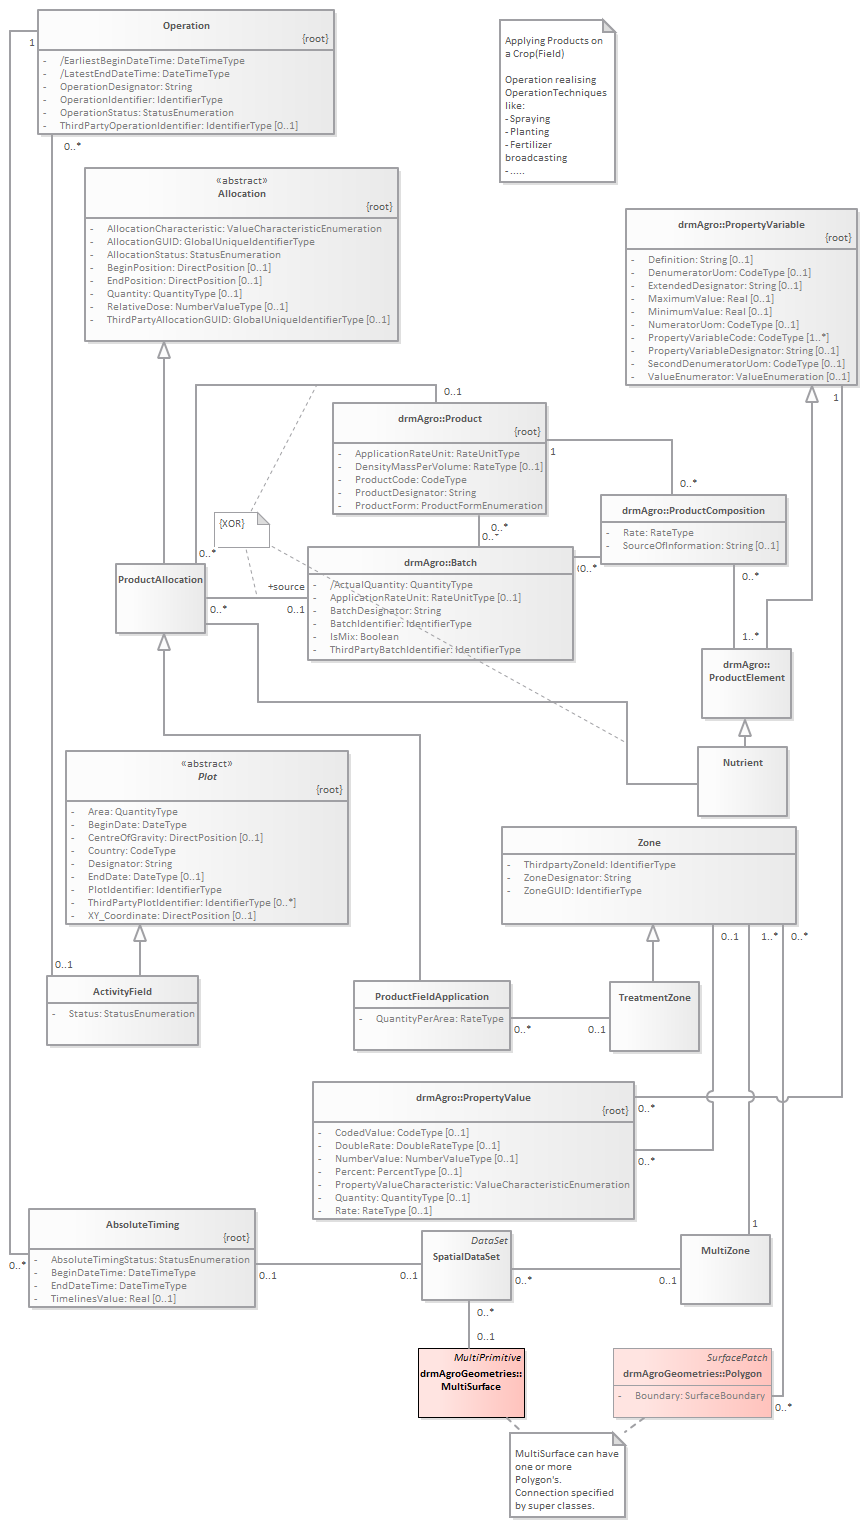 Operation
{root}
- /EarliestBeginDateTime: DateTimeType
- /LatestEndDateTime: DateTimeType
- OperationDesignator: String
- OperationIdentifier: IdentifierType
- OperationStatus: StatusEnumeration
- ThirdPartyOperationIdentifier: IdentifierType [0..1]
1
0..*
Applying Products on
a Crop(Field)
Operation realising
OperationTechniques
like:
- Spraying
- Planting
- Fertilizer
broadcasting
- .....
«abstract»
Allocation
{root}
- AllocationCharacteristic: ValueCharacteristicEnumeration
- AllocationGUID: GlobalUniqueIdentifierType
- AllocationStatus: StatusEnumeration
- BeginPosition: DirectPosition [0..1]
- EndPosition: DirectPosition [0..1]
- Quantity: QuantityType [0..1]
- RelativeDose: NumberValueType [0..1]
- ThirdPartyAllocationGUID: GlobalUniqueIdentifierType [0..1]
drmAgro::PropertyVariable
{root}
- Definition: String [0..1]
- DenumeratorUom: CodeType [0..1]
- ExtendedDesignator: String [0..1]
- MaximumValue: Real [0..1]
- MinimumValue: Real [0..1]
- NumeratorUom: CodeType [0..1]
- PropertyVariableCode: CodeType [1..*]
- PropertyVariableDesignator: String [0..1]
- SecondDenumeratorUom: CodeType [0..1]
- ValueEnumerator: ValueEnumeration [0..1]
1
0..1
drmAgro::Product
{root}
- ApplicationRateUnit: RateUnitType
- DensityMassPerVolume: RateType [0..1]
- ProductCode: CodeType
- ProductDesignator: String
- ProductForm: ProductFormEnumeration
1
0..*
0..*
0..*
drmAgro::ProductComposition
- Rate: RateType
- SourceOfInformation: String [0..1]
{XOR}
0..*
ProductAllocation
+source
0..*
0..1
drmAgro::Batch
- /ActualQuantity: QuantityType
- ApplicationRateUnit: RateUnitType [0..1]
- BatchDesignator: String
- BatchIdentifier: IdentifierType
- IsMix: Boolean
- ThirdPartyBatchIdentifier: IdentifierType
0..*
0..*
1..*
drmAgro::
ProductElement
Nutrient
«abstract»
Plot
{root}
- Area: QuantityType
- BeginDate: DateType
- CentreOfGravity: DirectPosition [0..1]
- Country: CodeType
- Designator: String
- EndDate: DateType [0..1]
- PlotIdentifier: IdentifierType
- ThirdPartyPlotIdentifier: IdentifierType [0..*]
- XY_Coordinate: DirectPosition [0..1]
Zone
- ThirdpartyZoneId: IdentifierType
- ZoneDesignator: String
- ZoneGUID: IdentifierType
0..1
1..*
0..*
0..1
ActivityField
- Status: StatusEnumeration
ProductFieldApplication
- QuantityPerArea: RateType
0..*
0..1
TreatmentZone
drmAgro::PropertyValue
{root}
- CodedValue: CodeType [0..1]
- DoubleRate: DoubleRateType [0..1]
- NumberValue: NumberValueType [0..1]
- Percent: PercentType [0..1]
- PropertyValueCharacteristic: ValueCharacteristicEnumeration
- Quantity: QuantityType [0..1]
- Rate: RateType [0..1]
0..*
0..*
AbsoluteTiming
{root}
- AbsoluteTimingStatus: StatusEnumeration
- BeginDateTime: DateTimeType
- EndDateTime: DateTimeType
- TimelinesValue: Real [0..1]
0..*
0..1
0..1
DataSet
SpatialDataSet
0..*
0..1
1
MultiZone
0..*
0..1
MultiPrimitive
drmAgroGeometries::
MultiSurface
SurfacePatch
drmAgroGeometries::Polygon
- Boundary: SurfaceBoundary
0..*
MultiSurface can have
one or more
Polygon's.
Connection specified
by super classes.